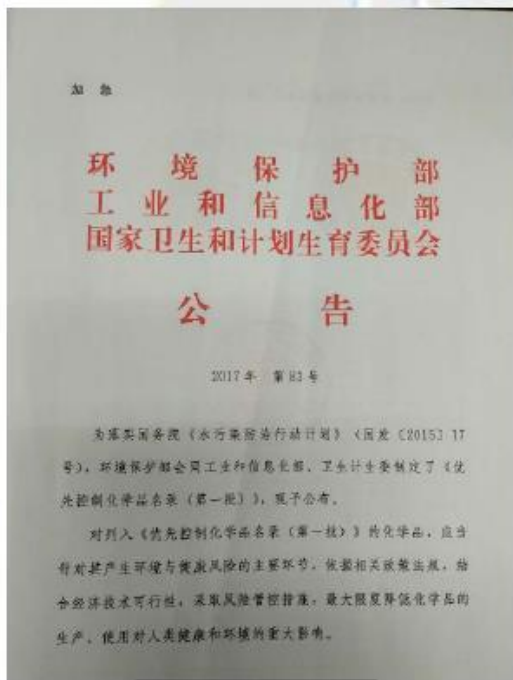 加 急
环境保护部
工业和信息化部
国家卫生和计划生育委员会
公告
2017年 第83号
为落实国务院《水污染防治行动计划》(国发〔2015〕17
号),环境保护部会同工业和信息化部、卫生计生委制定了《优
先控制化学品名录(第一批)》,现予公布。
对列入《优先控制化学品名录(第一批)》的化学品,应当
针对其产生环境与健康风险的主要环节,依据相关政策法规,结
合经济技术可行性,采取风险管控措施,最大限度降低化学品的
生产、使用对人类健康和环境的重大影响。